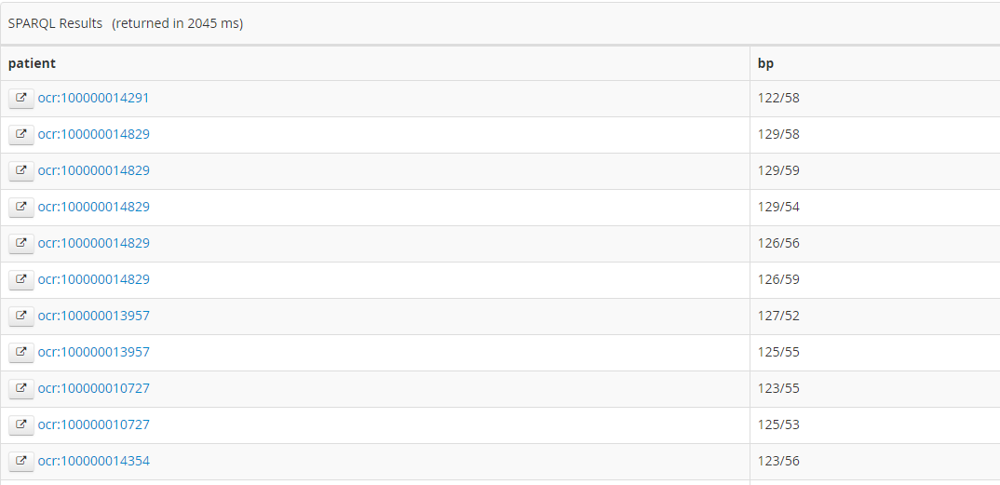 SPARQL Results (returned in 2045 ms)
patient bp
ocr:100000014291 122/58
ocr:100000014829 129/58
ocr:100000014829 129/59
ocr:100000014829 129/54
ocr:100000014829 126/56
ocr:100000014829 126/59
ocr:100000013957 127/52
ocr:100000013957 125/55
ocr:100000010727 123/55
ocr:100000010727 125/53
ocr:100000014354 123/56